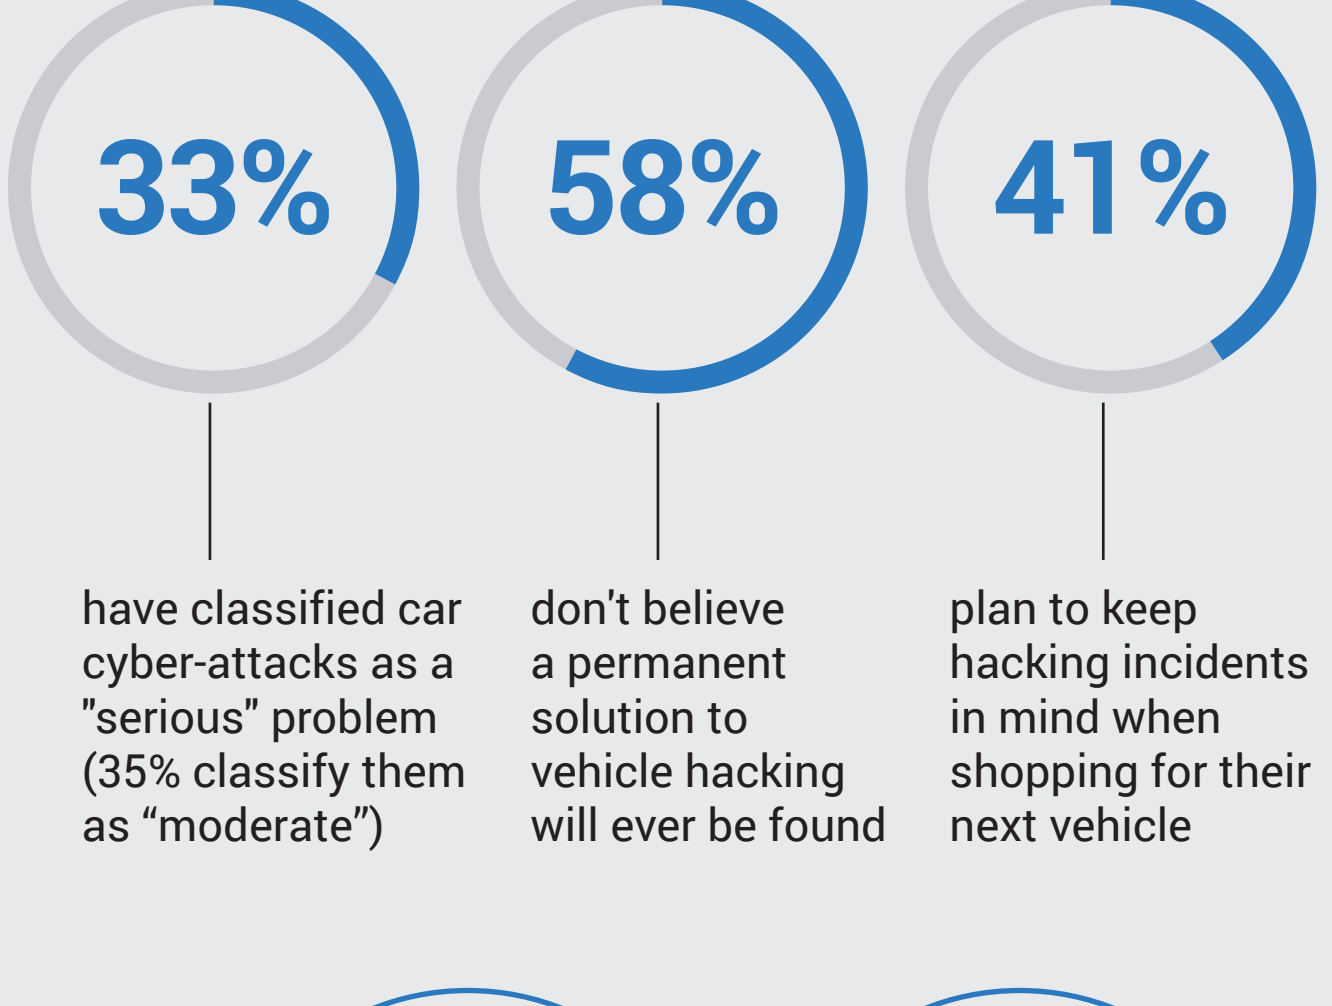 33%
58%
41%
have classified car
cyber-attacks as a
"serious" problem
(35% classify them
as “moderate”)
don't believe
a permanent
solution to
vehicle hacking
will ever be found
plan to keep
hacking incidents
in mind when
shopping for their
next vehicle